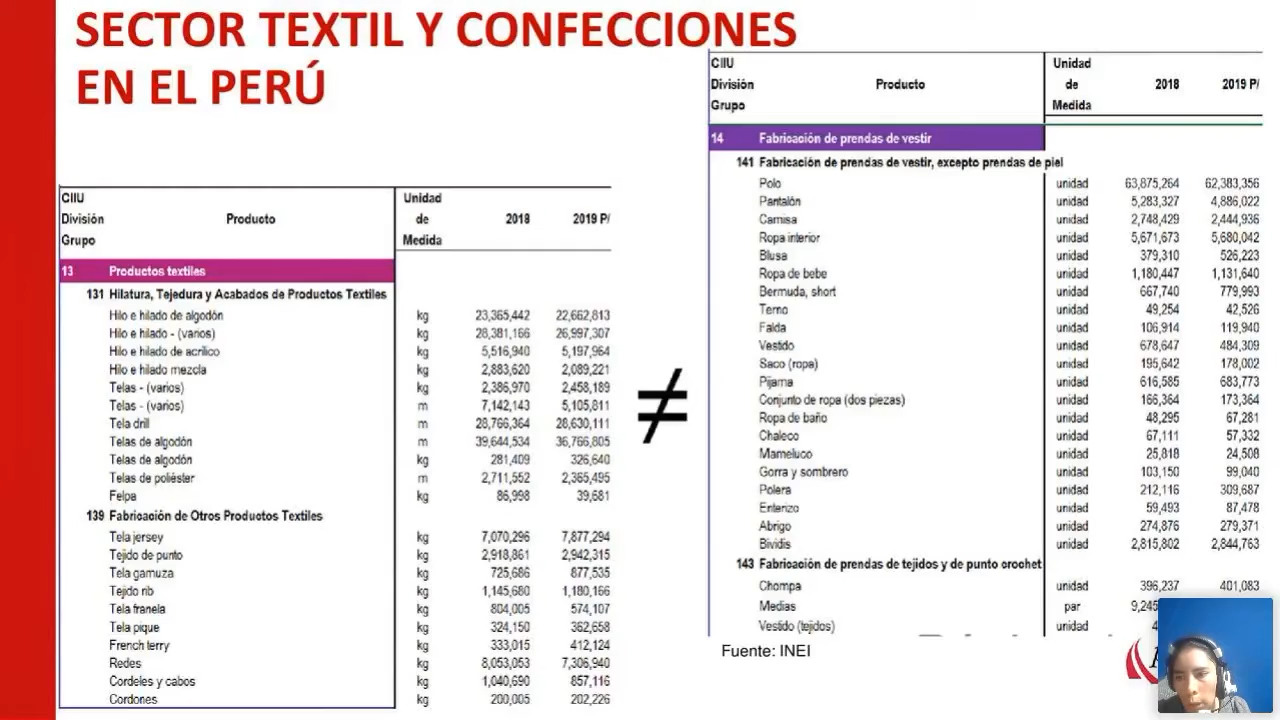 SECTOR TEXTIL Y CONFECCIONES
EN EL PERÚ
CIIU Unidad
División Producto de 2018 2019 P/
Grupo Medida
13 Productos textiles
131 Hilatura, Tejedura y Acabados de Productos Textiles
Hilo e hilado de algodón kg 23,365,442 22,662,813
Hilo e hilado - (varios) kg 28,381,166 26,997,307
Hilo e hilado de acrílico kg 5,516,940 5,197,964
Hilo e hilado mezcla kg 2,883,620 2,089,221
Telas - (varios) kg 2,386,970 2,458,189
Telas - (varios) m 7,142,143 5,105,811
Tela drill m 28,766,364 28,630,111
Telas de algodón m 39,644,534 36,766,805
Telas de algodón kg 281,409 326,640
Telas de poliéster m 2,711,552 2,365,495
Felpa kg 86,998 39,681
139 Fabricación de Otros Productos Textiles
Tela jersey kg 7,070,296 7,877,294
Tejido de punto kg 2,918,861 2,942,315
Tela gamuza kg 725,686 877,535
Tejido rib kg 1,145,680 1,180,166
Tela franela kg 804,005 574,107
Tela pique kg 324,150 362,658
French terry kg 333,015 412,124
Redes kg 8,053,053 7,306,940
Cordeles y cabos kg 1,040,690 857,116
Cordones kg 200,005 202,226
≠
CIIU Unidad
División Producto de 2018 2019 P/
Grupo Medida
14 Fabricación de prendas de vestir
141 Fabricación de prendas de vestir, excepto prendas de piel
Polo unidad 63,875,264 62,383,356
Pantalón unidad 5,283,327 4,886,022
Camisa unidad 2,748,429 2,444,936
Ropa interior unidad 5,671,673 5,680,042
Blusa unidad 379,310 526,223
Ropa de bebe unidad 1,180,447 1,131,640
Bermuda, short unidad 667,740 779,993
Terno unidad 49,254 42,526
Falda unidad 106,914 119,940
Vestido unidad 678,647 484,309
Saco (ropa) unidad 195,642 178,002
Pijama unidad 616,585 683,773
Conjunto de ropa (dos piezas) unidad 166,364 173,364
Ropa de baño unidad 48,295 67,281
Chaleco unidad 67,111 57,332
Mameluco unidad 25,818 24,508
Gorra y sombrero unidad 103,150 99,040
Polera unidad 212,116 309,687
Enterizo unidad 59,493 87,478
Abrigo unidad 274,876 279,371
Bividis unidad 2,815,802 2,844,763
143 Fabricación de prendas de tejidos y de punto crochet
Chompa unidad 396,237 401,083
Medias par
Vestido (tejidos) unidad
Fuente: INEI